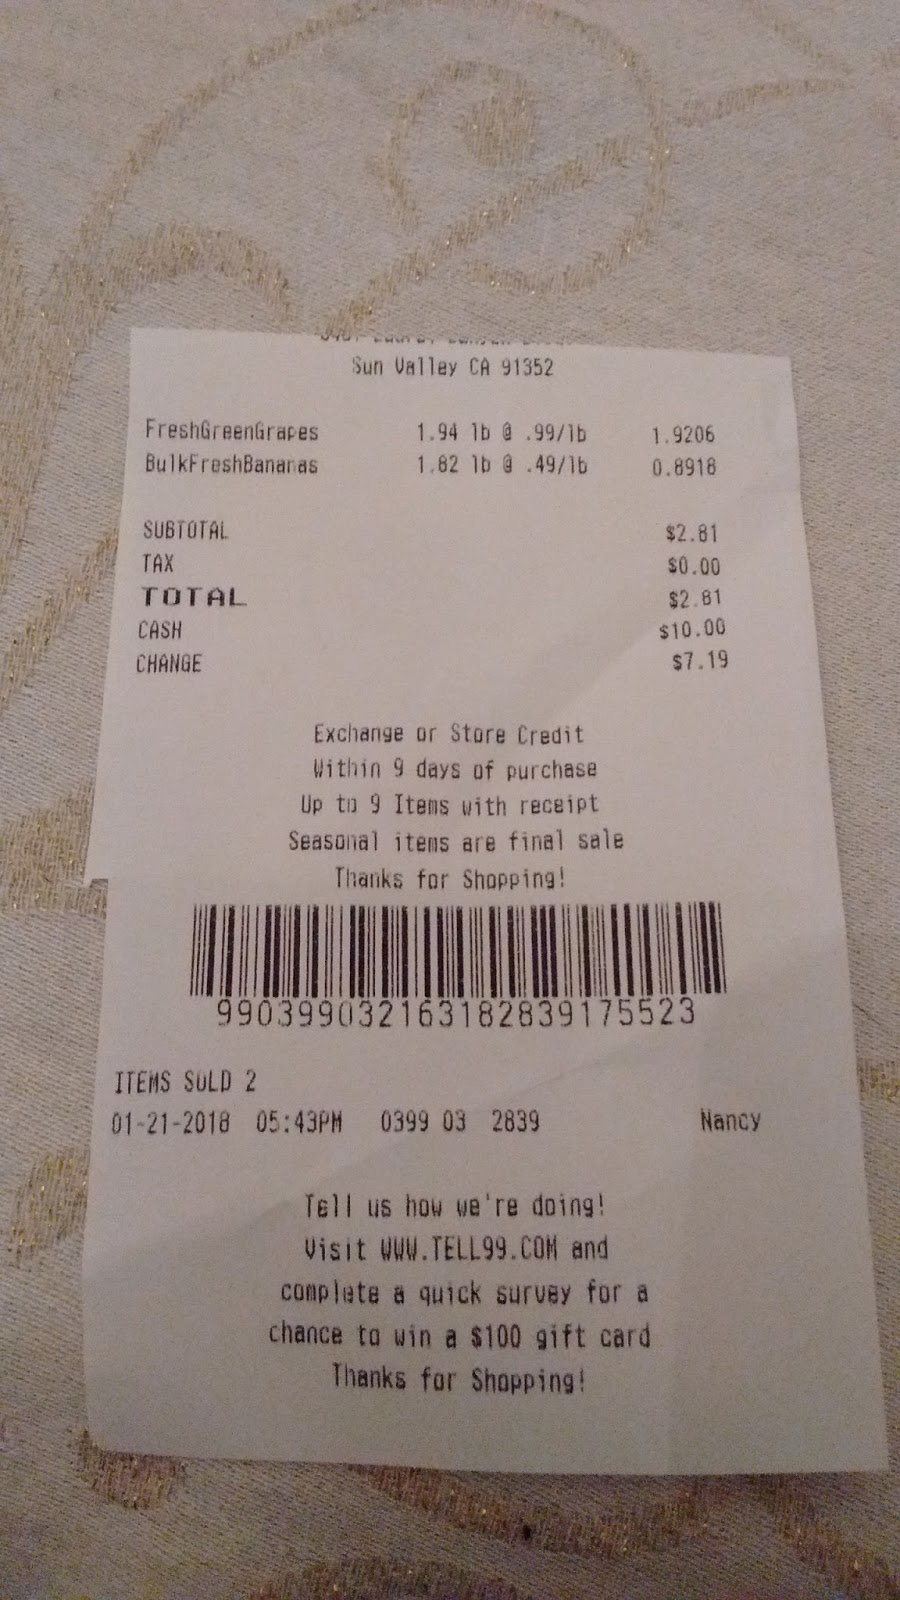 Sun Valley CA 91352
FreshGreenGrapes 1.94 lb @ .99/lb 1.9206
BulkFreshBananas 1.82 lb @ .49/lb 0.8918
SUBTOTAL $2.81
TAX $0.00
TOTAL $2.81
CASH $10.00
CHANGE $7.19
Exchange or Store Credit
Within 9 days of purchase
Up to 9 Items with receipt
Seasonal items are final sale
Thanks for Shopping!
9903990321631828391755​23
ITEMS SOLD 2
01-21-2018 05:43PM 0399 03 2839 Nancy
Tell us how we're doing!
Visit WWW.TELL99.COM and
complete a quick survey for a
chance to win a $100 gift card
Thanks for Shopping!